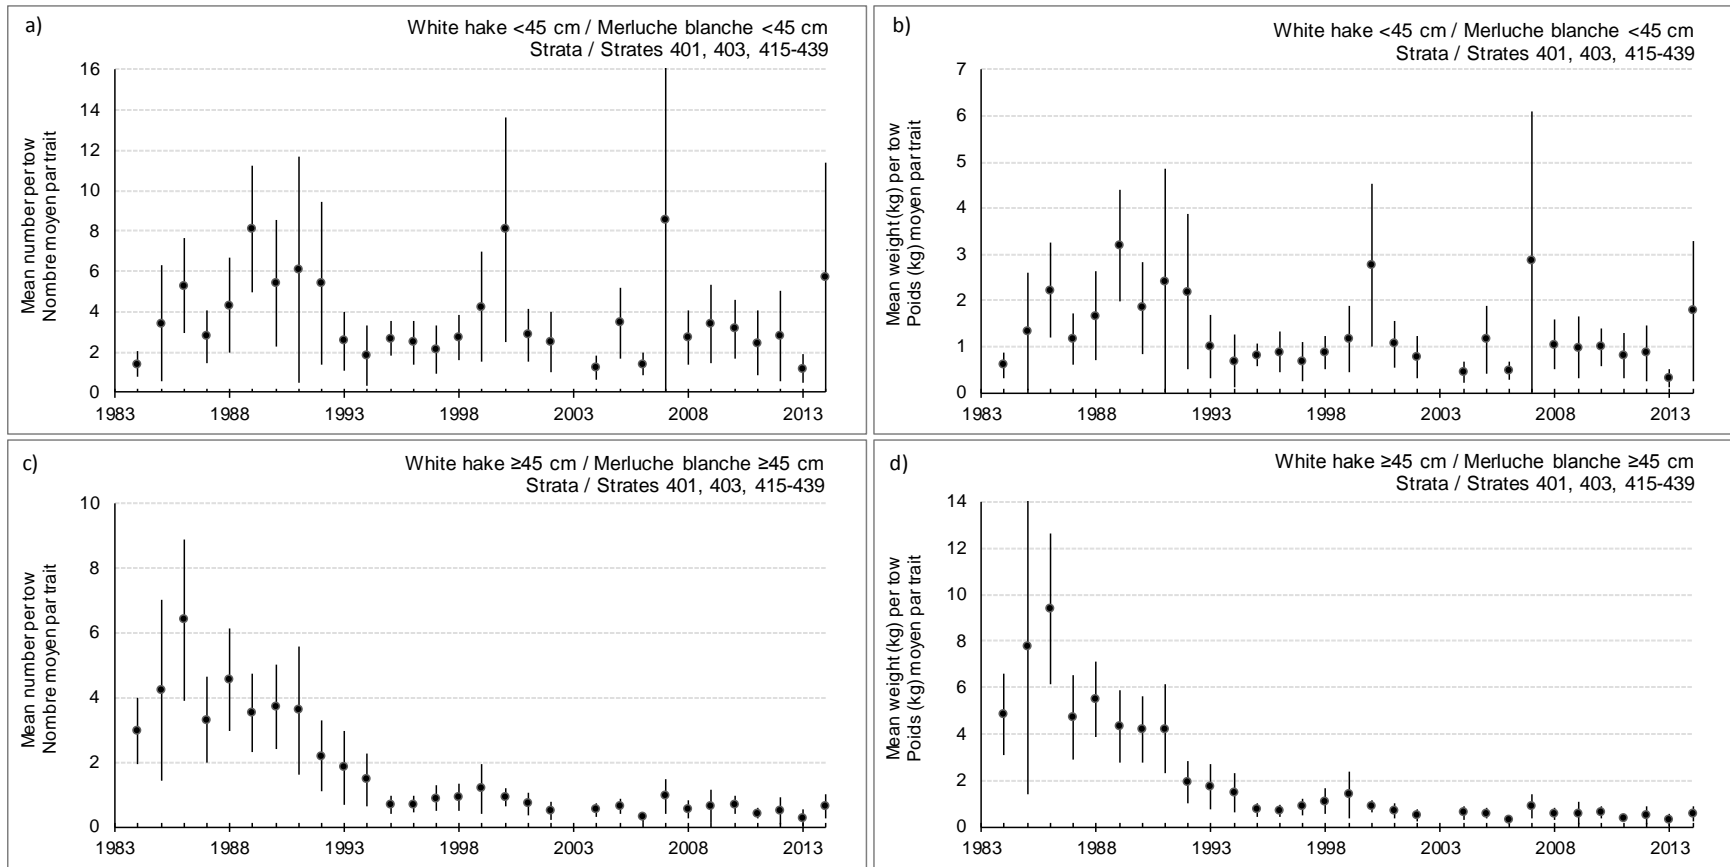 a)
White hake <45 cm / Merluche blanche <45 cm
Strata / Strates 401, 403, 415-439
Mean number per tow
Nombre moyen par trait
16
14
12
10
8
6
4
2
0
1983 1988 1993 1998 2003 2008 2013
b)
White hake <45 cm / Merluche blanche <45 cm
Strata / Strates 401, 403, 415-439
Mean weight (kg) per tow
Poids (kg) moyen par trait
7
6
5
4
3
2
1
0
1983 1988 1993 1998 2003 2008 2013
c)
White hake ≥45 cm / Merluche blanche ≥45 cm
Strata / Strates 401, 403, 415-439
Mean number per tow
Nombre moyen par trait
10
8
6
4
2
0
1983 1988 1993 1998 2003 2008 2013
d)
White hake ≥45 cm / Merluche blanche ≥45 cm
Strata / Strates 401, 403, 415-439
Mean weight (kg) per tow
Poids (kg) moyen par trait
14
12
10
8
6
4
2
0
1983 1988 1993 1998 2003 2008 2013